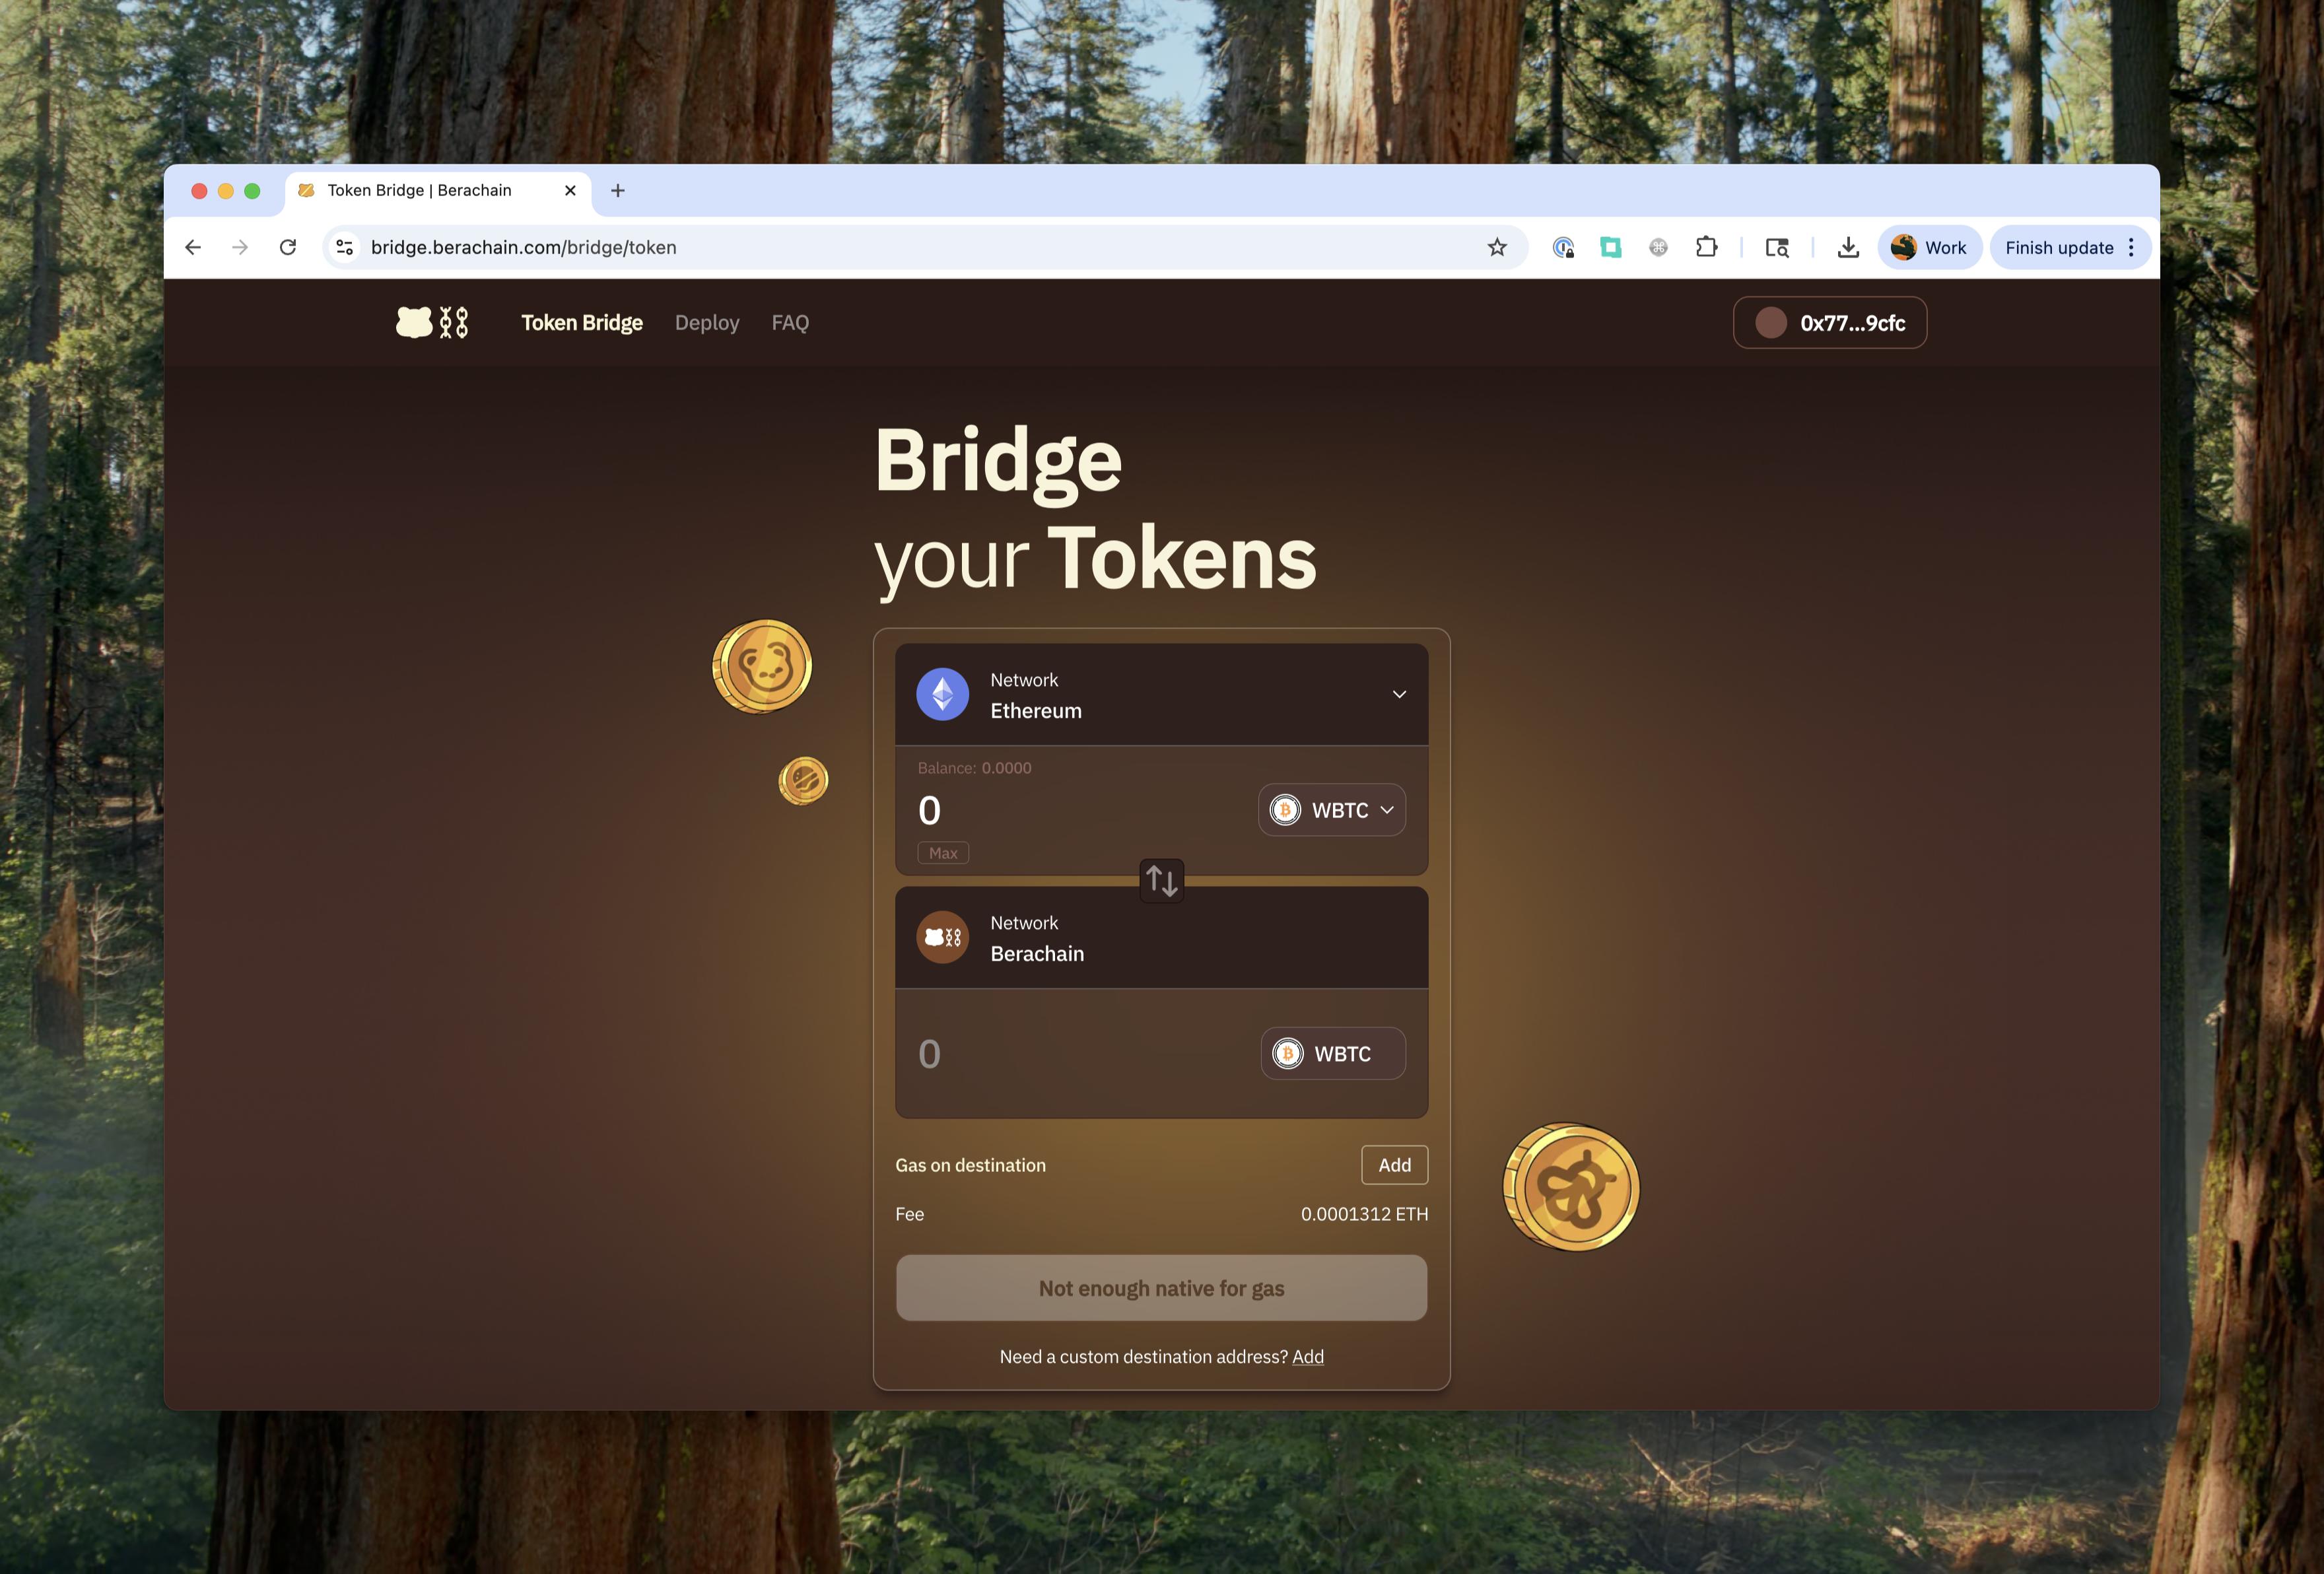 Token Bridge | Berachain
bridge.berachain.com/bridge/token
Work
Finish update
Token Bridge
Deploy
FAQ
0x77...9cfc
Bridge
your Tokens
Network
Ethereum
Balance: 0.0000
0
WBTC
Max
Network
Berachain
0
WBTC
Gas on destination
Add
Fee
0.0001312 ETH
Not enough native for gas
Need a custom destination address? Add